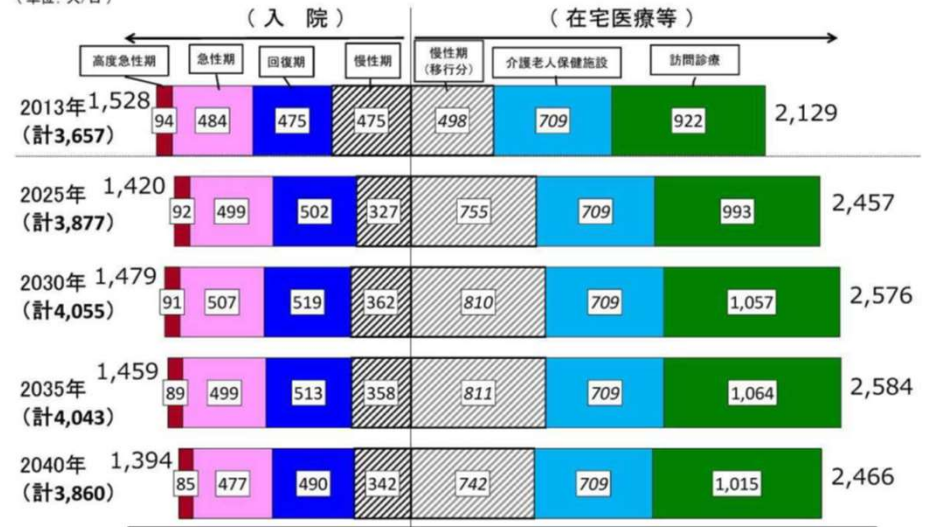 （単位：人/日）
（ 入　院 ）
（ 在宅医療等 ）
高度急性期
急性期
回復期
慢性期
慢性期
（移行分）
介護老人保健施設
訪問診療
2013年
（計3,657）
1,528
94
484
475
475
498
709
922
2,129
2025年
（計3,877）
1,420
92
499
502
327
755
709
993
2,457
2030年
（計4,055）
1,479
91
507
519
362
810
709
1,057
2,576
2035年
（計4,043）
1,459
89
499
513
358
811
709
1,064
2,584
2040年
（計3,860）
1,394
85
477
490
342
742
709
1,015
2,466